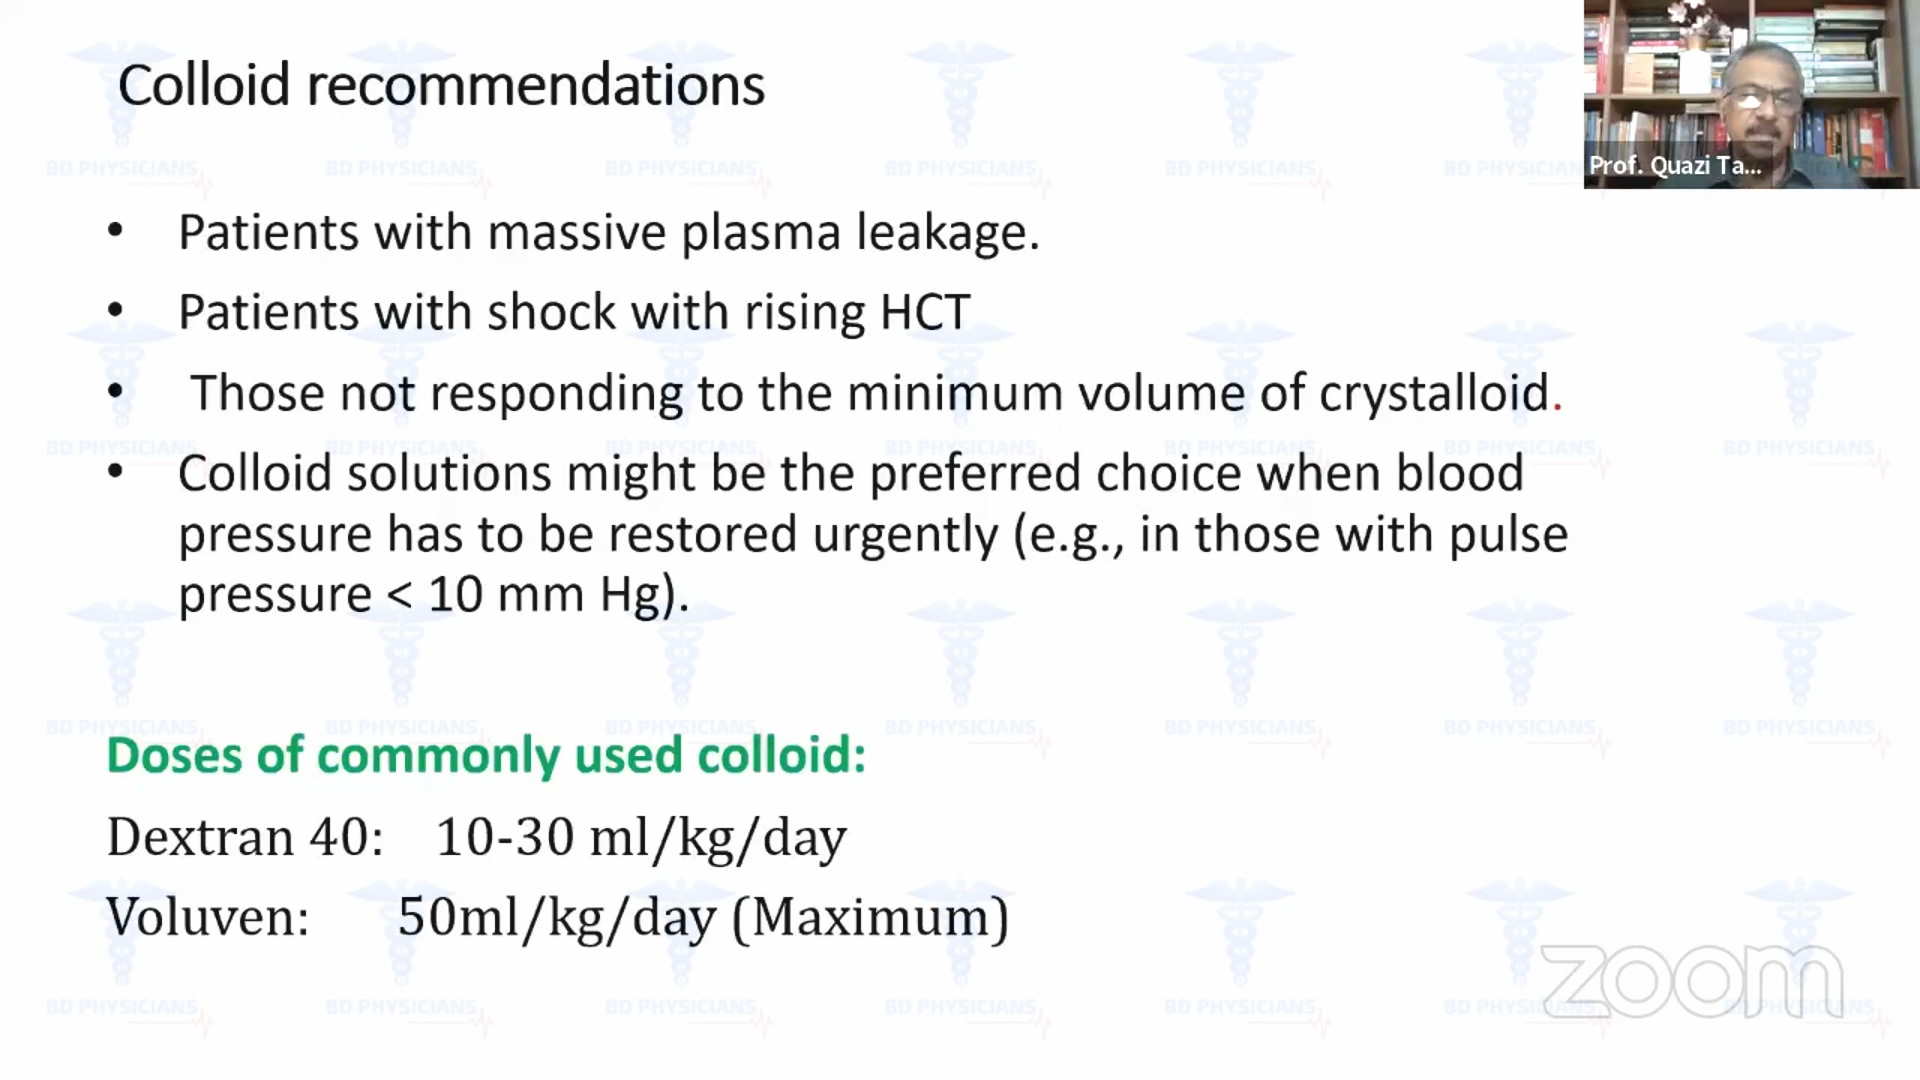 Colloid recommendations
Prof. Quazi Ta...
• Patients with massive plasma leakage.
• Patients with shock with rising HCT
• Those not responding to the minimum volume of crystalloid.
• Colloid solutions might be the preferred choice when blood
pressure has to be restored urgently (e.g., in those with pulse
pressure < 10 mm Hg).
Doses of commonly used colloid:
Dextran 40: 10-30 ml/kg/day
Voluven: 50ml/kg/day (Maximum)
zoom
BD PHYSICIANS